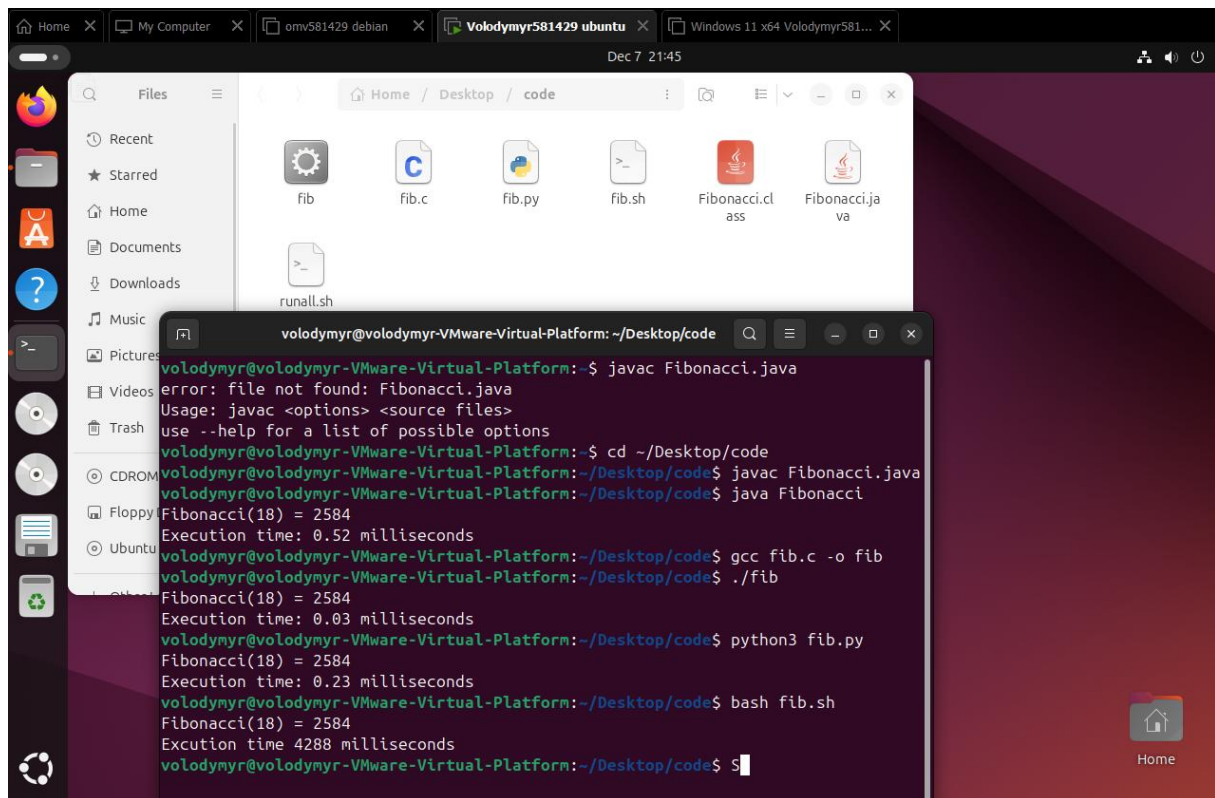 Home
My Computer
omv581429 debian
Volodymyr581429 ubuntu
Windows 11 x64 Volodymyr581...
Dec 7 21:45
Files
Home / Desktop / code
Recent
Starred
Home
Documents
Downloads
Music
Pictures
Videos
Trash
CDROM
Floppy
Ubuntu
fib
fib.c
fib.py
fib.sh
Fibonacci.cl
ass
Fibonacci.ja
va
runall.sh
volodymyr@volodymyr-VMware-Virtual-Platform: ~/Desktop/code
volodymyr@volodymyr-VMware-Virtual-Platform:~$ javac Fibonacci.java
error: file not found: Fibonacci.java
Usage: javac <options> <source files>
use --help for a list of possible options
volodymyr@volodymyr-VMware-Virtual-Platform:~$ cd ~/Desktop/code
volodymyr@volodymyr-VMware-Virtual-Platform:~/Desktop/code$ javac Fibonacci.java
volodymyr@volodymyr-VMware-Virtual-Platform:~/Desktop/code$ java Fibonacci
Fibonacci(18) = 2584
Execution time: 0.52 milliseconds
volodymyr@volodymyr-VMware-Virtual-Platform:~/Desktop/code$ gcc fib.c -o fib
volodymyr@volodymyr-VMware-Virtual-Platform:~/Desktop/code$ ./fib
Fibonacci(18) = 2584
Execution time: 0.03 milliseconds
volodymyr@volodymyr-VMware-Virtual-Platform:~/Desktop/code$ python3 fib.py
Fibonacci(18) = 2584
Execution time: 0.23 milliseconds
volodymyr@volodymyr-VMware-Virtual-Platform:~/Desktop/code$ bash fib.sh
Fibonacci(18) = 2584
Excution time 4288 milliseconds
volodymyr@volodymyr-VMware-Virtual-Platform:~/Desktop/code$ S
Home